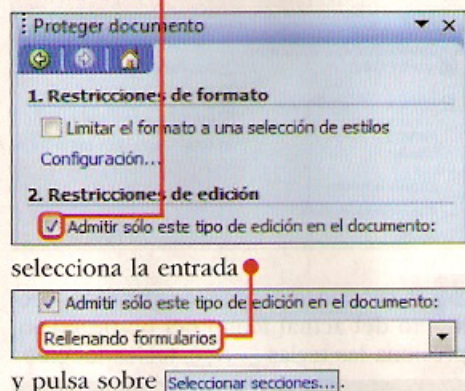 Proteger documento
1. Restricciones de formato
Limitar el formato a una selección de estilos
Configuración...
2. Restricciones de edición
Admitir sólo este tipo de edición en el documento:
selecciona la entrada
Admitir sólo este tipo de edición en el documento:
Rellenando formularios
y pulsa sobre Seleccionar secciones... .